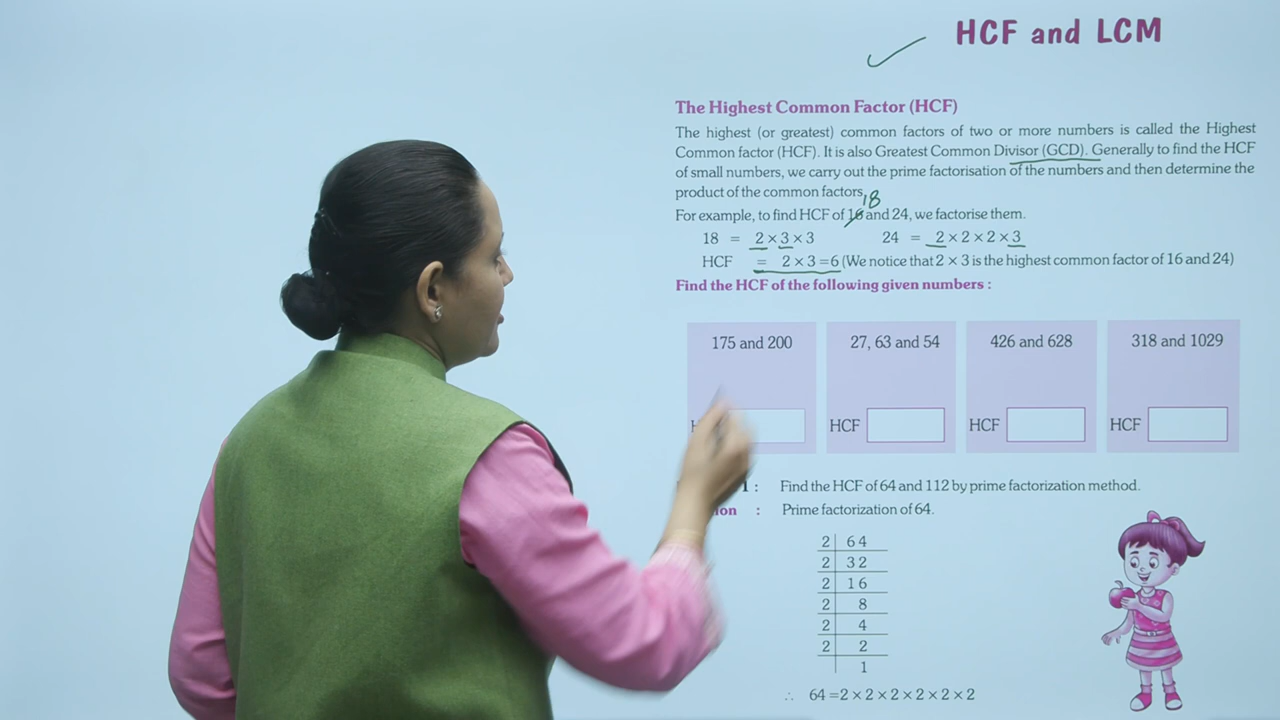 HCF and LCM
The Highest Common Factor (HCF)
The highest (or greatest) common factors of two or more numbers is called the Highest
Common factor (HCF). It is also Greatest Common Divisor (GCD). Generally to find the HCF
of small numbers, we carry out the prime factorisation of the numbers and then determine the
product of the common factors.
18
For example, to find HCF of 16 and 24, we factorise them.
18 = 2 × 3 × 3 24 = 2 × 2 × 2 × 3
HCF = 2 × 3 = 6 (We notice that 2 × 3 is the highest common factor of 16 and 24)
Find the HCF of the following given numbers :
175 and 200 27, 63 and 54 426 and 628 318 and 1029
HCF HCF HCF
1 : Find the HCF of 64 and 112 by prime factorization method.
: Prime factorization of 64.
2 64
2 32
2 16
2 8
2 4
2 2
1
∴ 64 = 2 × 2 × 2 × 2 × 2 × 2